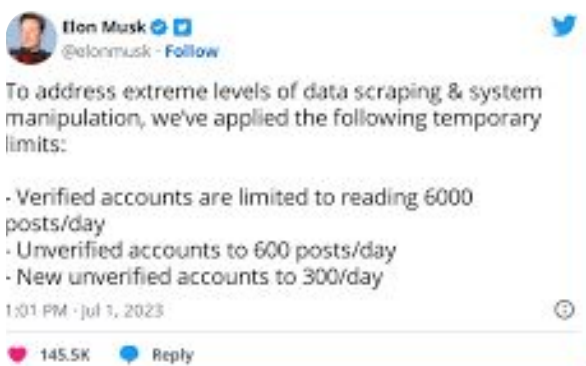 Elon Musk
@elonmusk · Follow
To address extreme levels of data scraping & system
manipulation, we've applied the following temporary
limits:
- Verified accounts are limited to reading 6000
posts/day
- Unverified accounts to 600 posts/day
- New unverified accounts to 300/day
1:01 PM · Jul 1, 2023
145.5K Reply